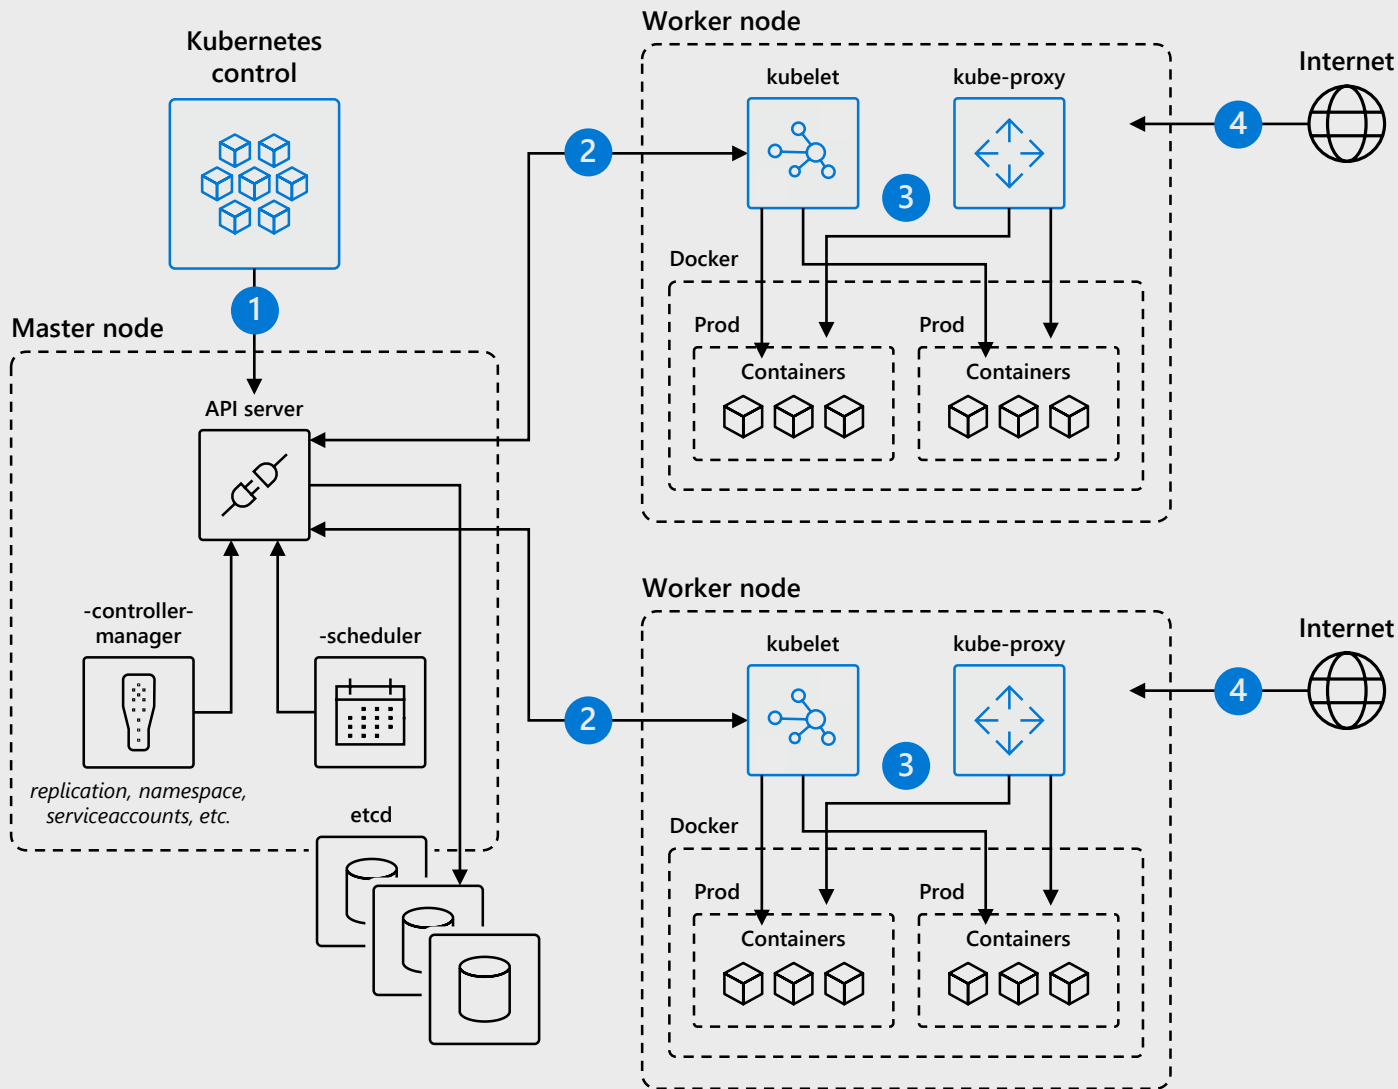 Kubernetes
control
1
Master node
API server
-controller-
manager
-scheduler
replication, namespace,
serviceaccounts, etc.
etcd
Worker node
kubelet
kube-proxy
2
3
Docker
Prod
Containers
Prod
Containers
Internet
4
Worker node
kubelet
kube-proxy
2
3
Docker
Prod
Containers
Prod
Containers
Internet
4